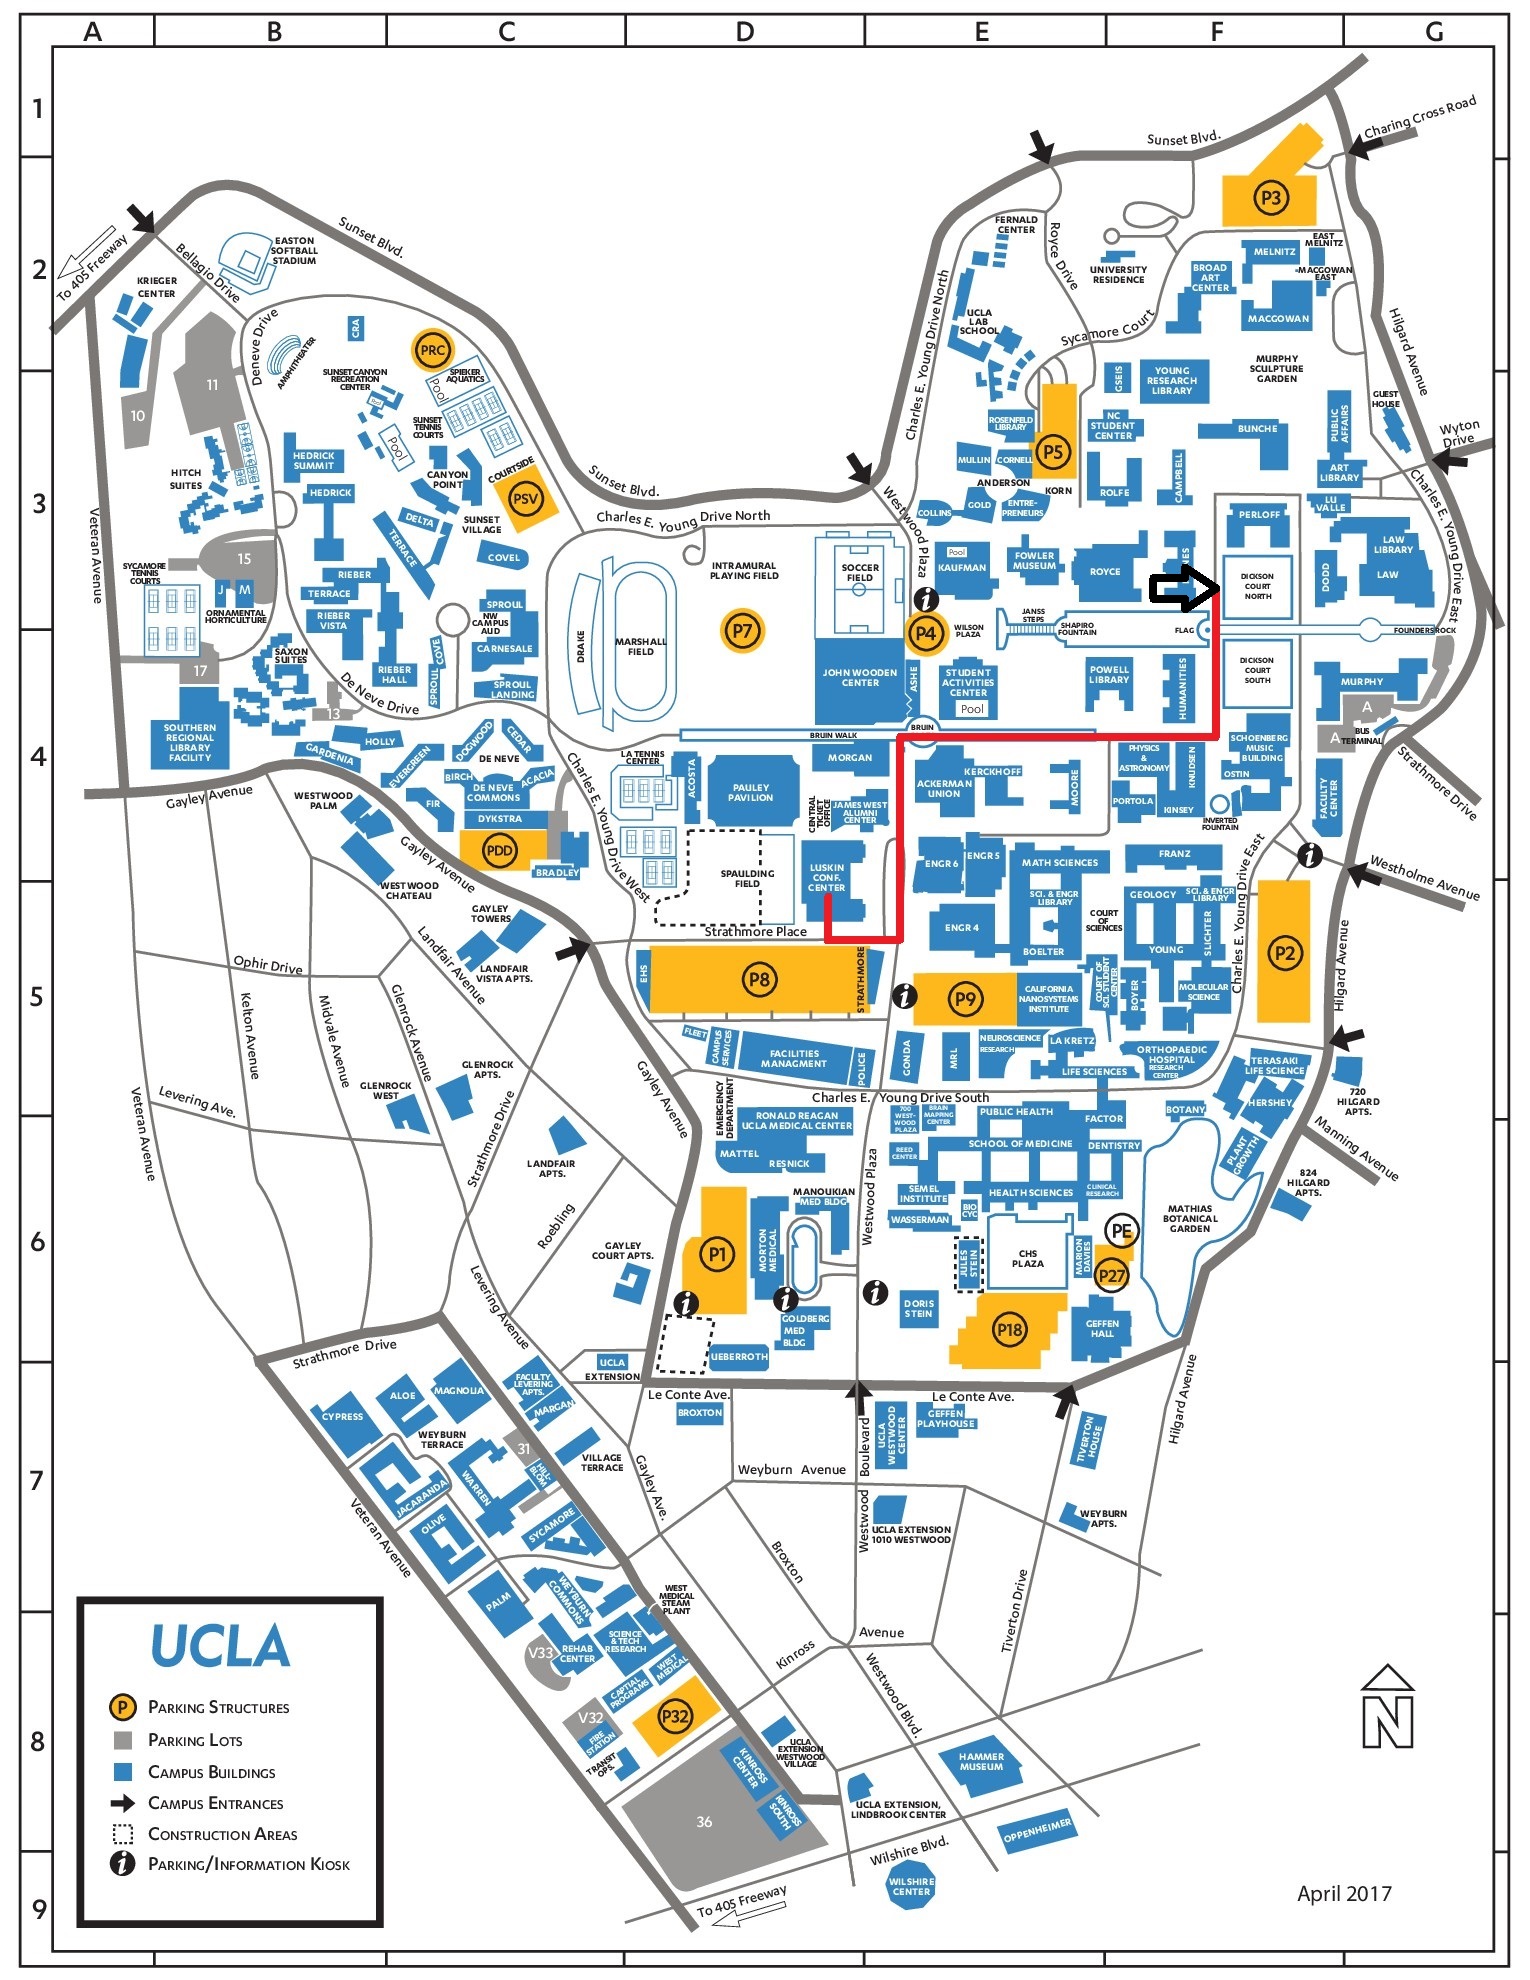 A
B
C
D
E
F
G
1
2
3
4
5
6
7
8
9
Sunset Blvd.
Charing Cross Road
P3
FERNALD
CENTER
Royce Drive
UNIVERSITY
RESIDENCE
BROAD
ART
CENTER
MELNITZ
EAST
MELNITZ
MACGOWAN
EAST
MACGOWAN
Hilgard Avenue
To 405 Freeway
Bellagio Drive
EASTON
SOFTBALL
STADIUM
Sunset Blvd.
KRIEGER
CENTER
Deneve Drive
AMPHITHEATER
CRA
PRC
UCLA
LAB
SCHOOL
Charles E. Young Drive North
Sycamore Court
MURPHY
SCULPTURE
GARDEN
11
10
SUNSET CANYON
RECREATION
CENTER
Pool
SPIEKER
AQUATICS
Pool
SUNSET
TENNIS
COURTS
Pool
GSEIS
YOUNG
RESEARCH
LIBRARY
ROSENFELD
LIBRARY
P5
NC
STUDENT
CENTER
BUNCHE
PUBLIC
AFFAIRS
GUEST
HOUSE
Wyton
Drive
HITCH
SUITES
HEDRICK
SUMMIT
HEDRICK
CANYON
POINT
COURTSIDE
PSV
Sunset Blvd.
Westwood Plaza
MULLIN
CORNELL
ANDERSON
COLLINS
GOLD
ENTRE-
PRENEURS
KORN
ROLFE
CAMPBELL
ART
LIBRARY
LU
VALLE
Charles E. Young Drive East
Veteran Avenue
DELTA
TERRACE
SUNSET
VILLAGE
COVEL
Charles E. Young Drive North
INTRAMURAL
PLAYING FIELD
SOCCER
FIELD
Pool
KAUFMAN
FOWLER
MUSEUM
ROYCE
PERLOFF
DICKSON
COURT
NORTH
DODD
LAW
LIBRARY
LAW
15
SYCAMORE
TENNIS
COURTS
J
M
ORNAMENTAL
HORTICULTURE
RIEBER
TERRACE
RIEBER
VISTA
RIEBER
HALL
SPROUL
NW
CAMPUS
AUD
CARNESALE
SPROUL COVE
SPROUL
LANDING
DRAKE
MARSHALL
FIELD
P7
i
P4
WILSON
PLAZA
JANSS
STEPS
SHAPIRO
FOUNTAIN
FLAG
FOUNDERS ROCK
17
SAXON
SUITES
De Neve Drive
13
SOUTHERN
REGIONAL
LIBRARY
FACILITY
JOHN WOODEN
CENTER
ASHE
STUDENT
ACTIVITIES
CENTER
Pool
POWELL
LIBRARY
HUMANITIES
DICKSON
COURT
SOUTH
MURPHY
A
A
BUS
TERMINAL
Strathmore Drive
GARDENIA
HOLLY
EVERGREEN
DOGWOOD
CEDAR
DE NEVE
BIRCH
ACACIA
DE NEVE
COMMONS
FIR
DYKSTRA
PDD
BRADLEY
Gayley Avenue
WESTWOOD
PALM
Gayley Avenue
WESTWOOD
CHATEAU
Charles E. Young Drive West
LA TENNIS
CENTER
ACOSTA
PAULEY
PAVILION
BRUIN WALK
BRUIN
MORGAN
CENTRAL
TICKET
OFFICE
JAMES WEST
ALUMNI
CENTER
ACKERMAN
UNION
KERCKHOFF
MOORE
PHYSICS
&
ASTRONOMY
KNUDSEN
PORTOLA
KINSEY
SCHOENBERG
MUSIC
BUILDING
OSTIN
INVERTED
FOUNTAIN
FACULTY
CENTER
i
Westholme Avenue
SPAULDING
FIELD
LUSKIN
CONF.
CENTER
ENGR 6
ENGR 5
MATH SCIENCES
SCI. & ENGR
LIBRARY
ENGR 4
BOELTER
COURT
OF
SCIENCES
FRANZ
GEOLOGY
SCI. & ENGR
LIBRARY
SLICHTER
YOUNG
Charles E. Young Drive East
P2
Hilgard Avenue
GAYLEY
TOWERS
LANDFAIR
VISTA APTS.
Landfair Avenue
Ophir Drive
Kelton Avenue
Midvale Avenue
Glenrock Avenue
Strathmore Place
EHS
P8
STRATHMORE
i
P9
CALIFORNIA
NANOSYSTEMS
INSTITUTE
COURT OF
SCI. STUDENT
CENTER
BOYER
MOLECULAR
SCIENCE
FLEET
CAMPUS
SERVICES
FACILITIES
MANAGMENT
POLICE
GONDA
MRL
NEUROSCIENCE
RESEARCH
LA KRETZ
LIFE SCIENCES
ORTHOPAEDIC
HOSPITAL
RESEARCH
CENTER
TERASAKI
LIFE SCIENCE
HERSHEY
BOTANY
PLANT
GROWTH
720
HILGARD
APTS.
Manning Avenue
824
HILGARD
APTS.
GLENROCK
APTS.
GLENROCK
WEST
Levering Ave.
Veteran Avenue
Strathmore Drive
LANDFAIR
APTS.
Gayley Avenue
Charles E. Young Drive South
EMERGENCY
DEPARTMENT
RONALD REAGAN
UCLA MEDICAL CENTER
MATTEL
RESNICK
700
WEST-
WOOD
PLAZA
BRAIN
MAPPING
CENTER
PUBLIC HEALTH
FACTOR
REED
CENTER
SCHOOL OF MEDICINE
DENTISTRY
SEMEL
INSTITUTE
HEALTH SCIENCES
CLINICAL
RESEARCH
WASSERMAN
BIO
CYC
MATHIAS
BOTANICAL
GARDEN
Westwood Plaza
MANOUKIAN
MED BLDG
MORTON
MEDICAL
P1
i
i
i
GOLDBERG
MED
BLDG
UEBERROTH
JULES
STEIN
CHS
PLAZA
MARION
DAVIES
PE
P27
DORIS
STEIN
P18
GEFFEN
HALL
Roebling
GAYLEY
COURT APTS.
Levering Avenue
Strathmore Drive
UCLA
EXTENSION
Le Conte Ave.
Le Conte Ave.
BROXTON
CYPRESS
ALOE
MAGNOLIA
FACULTY
LEVERING
APTS.
MARGAN
WEYBURN
TERRACE
31
HILL-
BLOM
VILLAGE
TERRACE
Gayley Ave.
Weyburn Avenue
Westwood Boulevard
UCLA
WESTWOOD
CENTER
GEFFEN
PLAYHOUSE
TIVERTON
HOUSE
Hilgard Avenue
WEYBURN
APTS.
UCLA EXTENSION
1010 WESTWOOD
JACARANDA
WARREN
OLIVE
SYCAMORE
Veteran Avenue
PALM
WEYBURN
COMMONS
WEST
MEDICAL
STEAM
PLANT
Broxton
Tiverton Drive
V33
REHAB
CENTER
SCIENCE
& TECH
RESEARCH
WEST
MEDICAL
CAPTIAL
PROGRAMS
P32
V32
FIRE
STATION
TRANSIT
OPS.
Kinross
Avenue
Westwood Blvd.
UCLA
EXTENSION
WESTWOOD
VILLAGE
KINROSS
CENTER
KINROSS
SOUTH
36
UCLA EXTENSION,
LINDBROOK CENTER
HAMMER
MUSEUM
OPPENHEIMER
Wilshire Blvd.
WILSHIRE
CENTER
To 405 Freeway
N
April 2017
UCLA
P PARKING STRUCTURES
PARKING LOTS
CAMPUS BUILDINGS
CAMPUS ENTRANCES
CONSTRUCTION AREAS
i PARKING/INFORMATION KIOSK